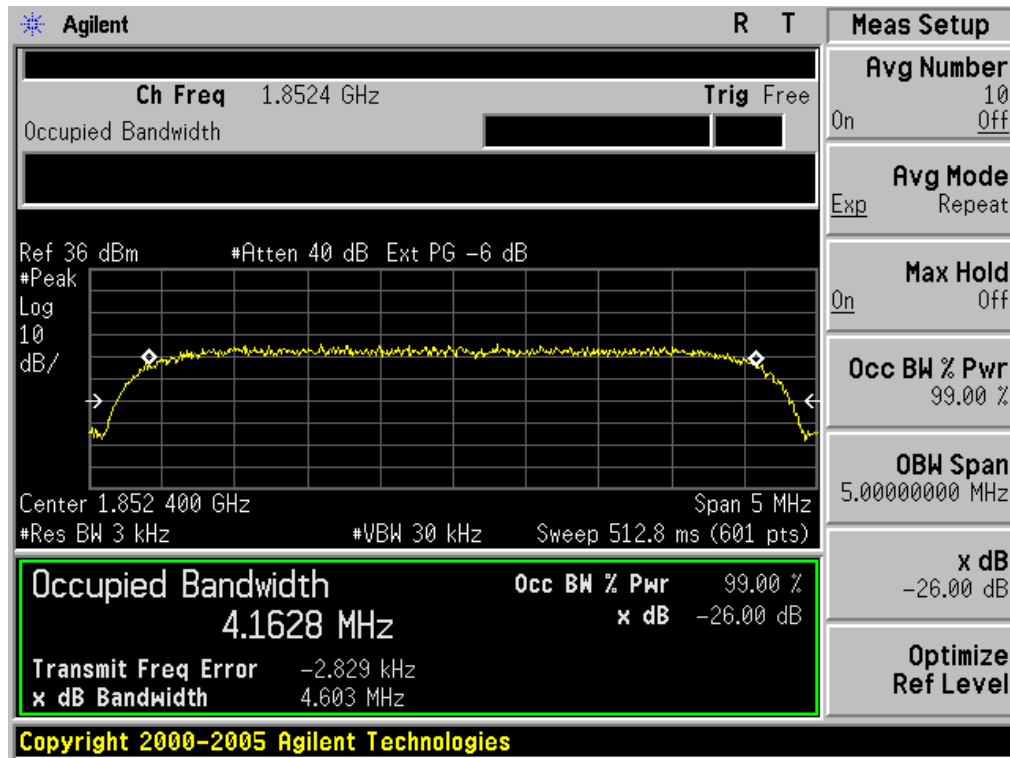 Agilent R T Meas Setup
Ch Freq 1.8524 GHz Trig Free
Occupied Bandwidth
Avg Number
10
On Off
Avg Mode
Exp Repeat
Max Hold
On Off
Occ BW % Pwr
99.00 %
OBW Span
5.00000000 MHz
x dB
-26.00 dB
Optimize
Ref Level
Ref 36 dBm #Atten 40 dB Ext PG -6 dB
#Peak
Log
10
dB/
Center 1.852 400 GHz Span 5 MHz
#Res BW 3 kHz #VBW 30 kHz Sweep 512.8 ms (601 pts)
Occupied Bandwidth Occ BW % Pwr 99.00 %
4.1628 MHz x dB -26.00 dB
Transmit Freq Error -2.829 kHz
x dB Bandwidth 4.603 MHz
Copyright 2000-2005 Agilent Technologies